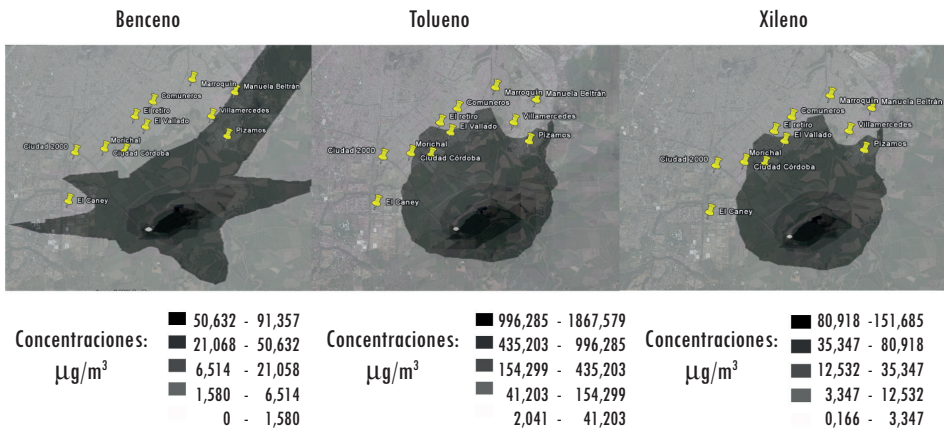 Benceno
Tolueno
Xileno
Marroquín
Manuela Beltrán
Comuneros
El retiro
El Vallado
Villamercedes
Pizamos
Ciudad 2000
Morichal
Ciudad Córdoba
El Caney
Marroquín
Manuela Beltrán
Comuneros
El retiro
El Vallado
Villamercedes
Pizamos
Ciudad 2000
Morichal
Ciudad Córdoba
El Caney
Marroquín
Manuela Beltrán
Comuneros
El retiro
El Vallado
Villamercedes
Pizamos
Ciudad 2000
Morichal
Ciudad Córdoba
El Caney
Concentraciones:
µg/m³
50,632 - 91,357
21,068 - 50,632
6,514 - 21,058
1,580 - 6,514
0 - 1,580
Concentraciones:
µg/m³
996,285 - 1867,579
435,203 - 996,285
154,299 - 435,203
41,203 - 154,299
2,041 - 41,203
Concentraciones:
µg/m³
80,918 -151,685
35,347 - 80,918
12,532 - 35,347
3,347 - 12,532
0,166 - 3,347